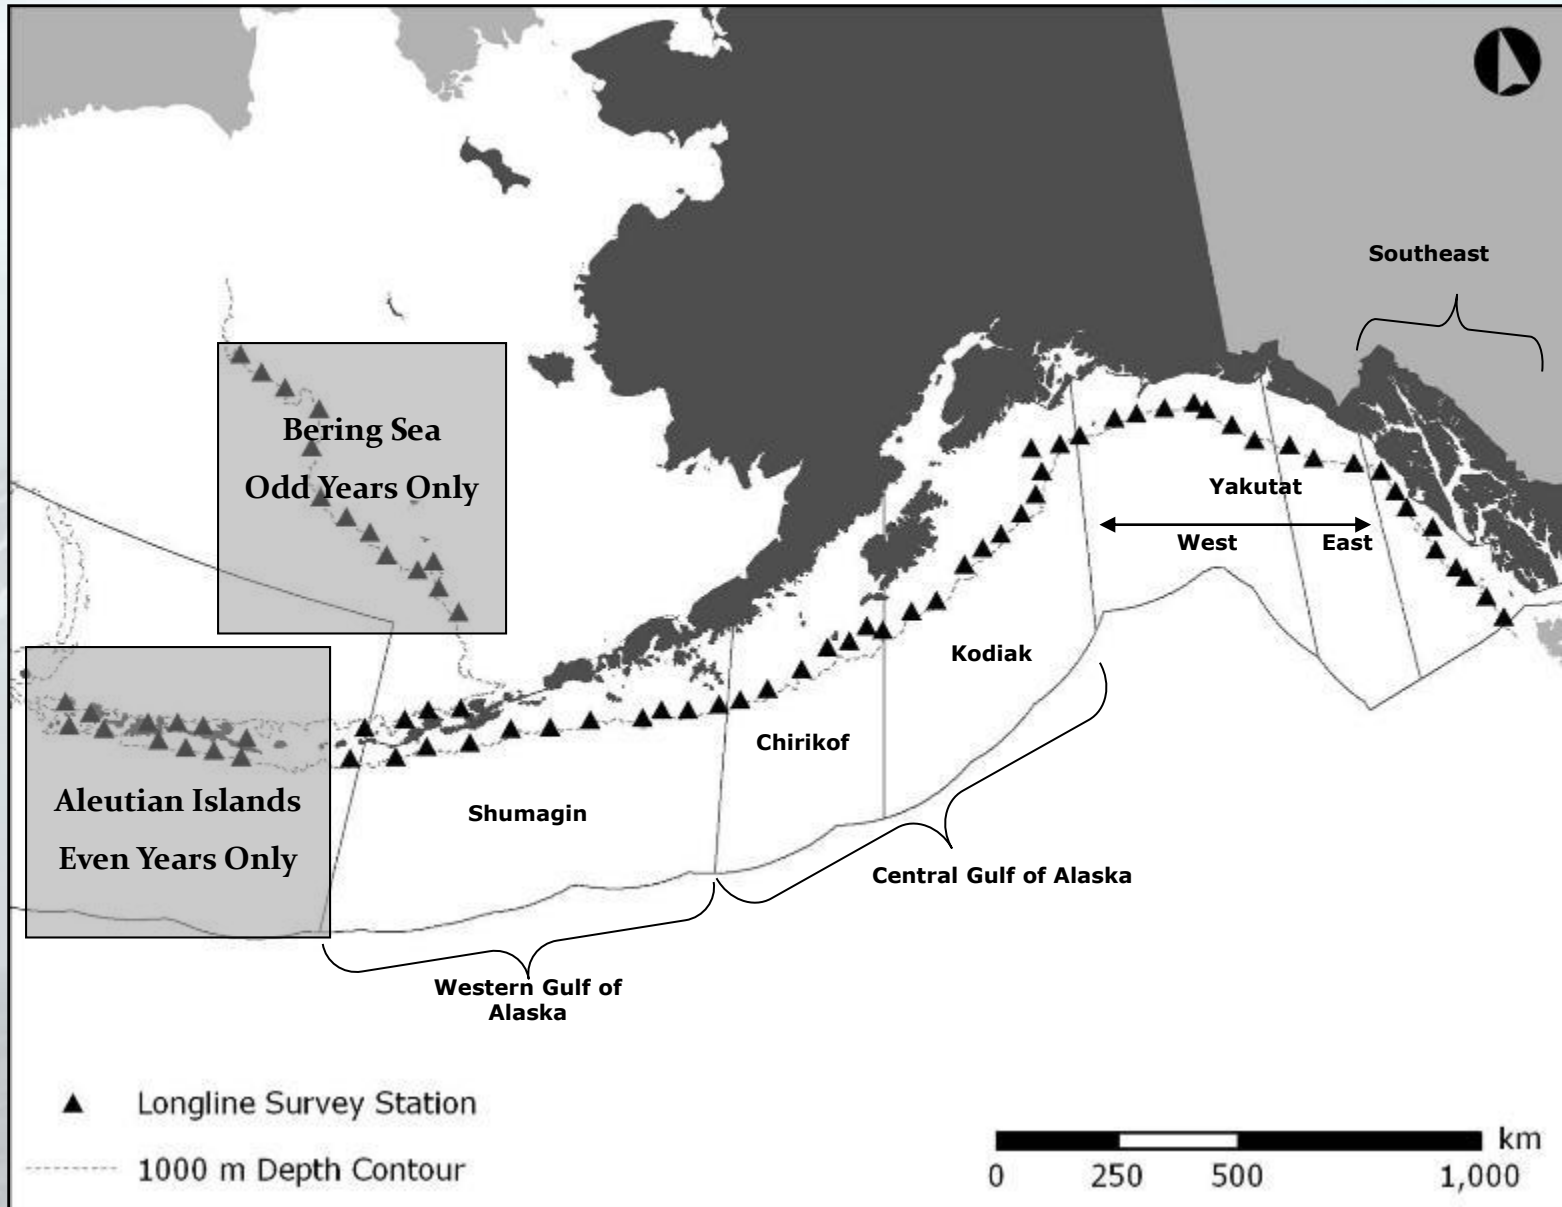 Southeast
Bering Sea
Odd Years Only
Yakutat
West
East
Kodiak
Chirikof
Shumagin
Aleutian Islands
Even Years Only
Central Gulf of Alaska
Western Gulf of
Alaska
Longline Survey Station
1000 m Depth Contour
km
0 250 500 1,000